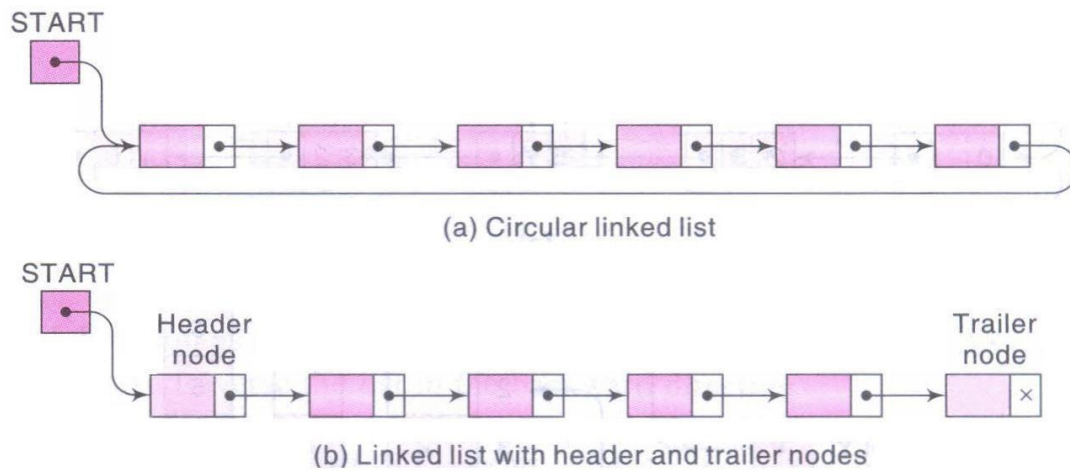 START
(a) Circular linked list
START
Header
node
Trailer
node
×
(b) Linked list with header and trailer nodes